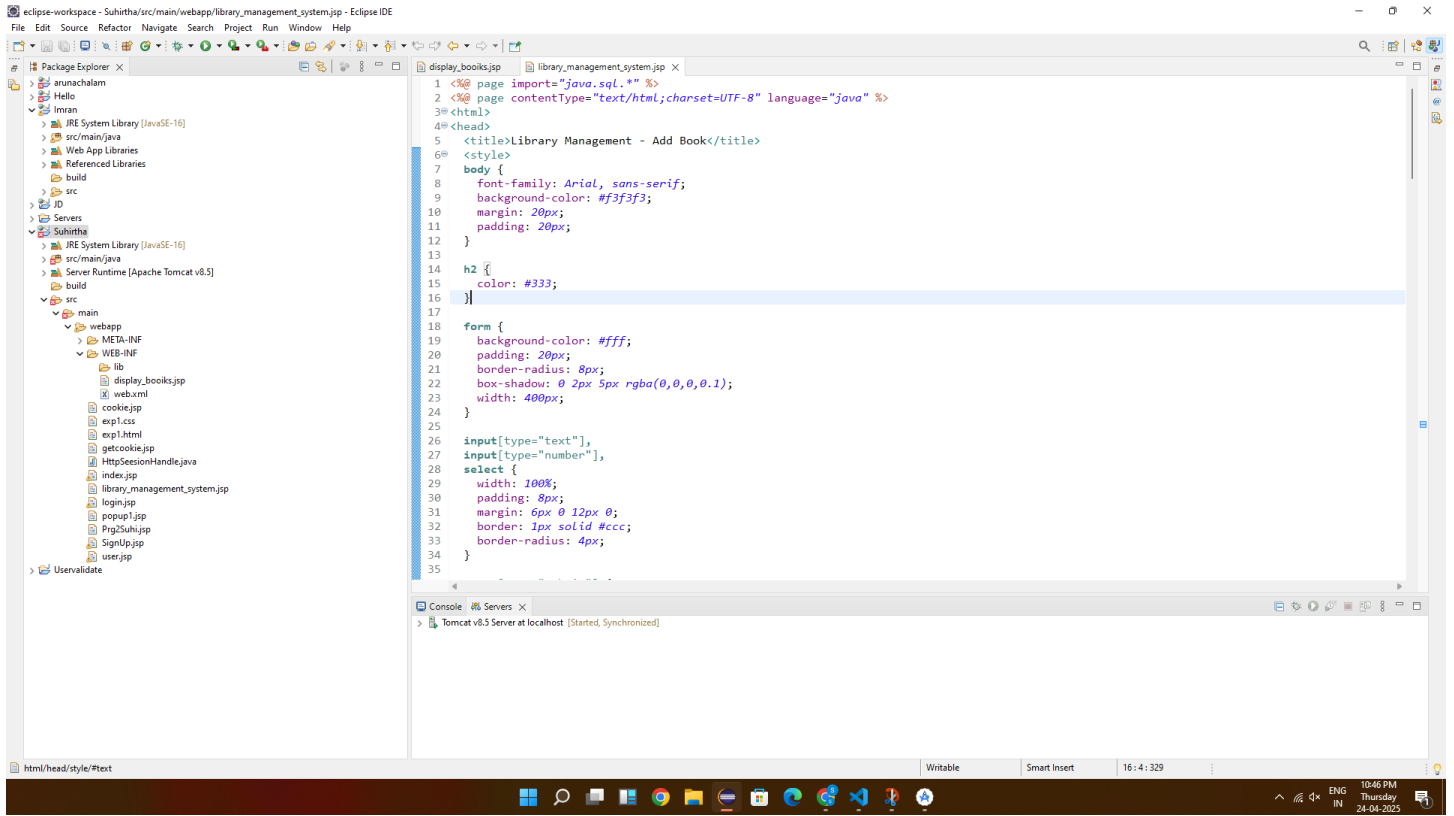 eclipse-workspace - Suhirtha/src/main/webapp/library_management_system.jsp - Eclipse IDE
File Edit Source Refactor Navigate Search Project Run Window Help
Package Explorer
arunachalam
Hello
Imran
JRE System Library [JavaSE-16]
src/main/java
Web App Libraries
Referenced Libraries
build
src
JD
Servers
Suhirtha
JRE System Library [JavaSE-16]
src/main/java
Server Runtime [Apache Tomcat v8.5]
build
src
main
webapp
META-INF
WEB-INF
lib
display_booiks.jsp
web.xml
cookie.jsp
exp1.css
exp1.html
getcookie.jsp
HttpSeesionHandle.java
index.jsp
library_management_system.jsp
login.jsp
popup1.jsp
Prg2Suhi.jsp
SignUp.jsp
user.jsp
Uservalidate
display_booiks.jsp library_management_system.jsp
1 <%@ page import="java.sql.*" %>
2 <%@ page contentType="text/html;charset=UTF-8" language="java" %>
3 <html>
4 <head>
5 <title>Library Management - Add Book</title>
6 <style>
7 body {
8 font-family: Arial, sans-serif;
9 background-color: #f3f3f3;
10 margin: 20px;
11 padding: 20px;
12 }
13
14 h2 {
15 color: #333;
16 }
17
18 form {
19 background-color: #fff;
20 padding: 20px;
21 border-radius: 8px;
22 box-shadow: 0 2px 5px rgba(0,0,0,0.1);
23 width: 400px;
24 }
25
26 input[type="text"],
27 input[type="number"],
28 select {
29 width: 100%;
30 padding: 8px;
31 margin: 6px 0 12px 0;
32 border: 1px solid #ccc;
33 border-radius: 4px;
34 }
35
Console Servers
Tomcat v8.5 Server at localhost [Started, Synchronized]
html/head/style/#text Writable Smart Insert 16 : 4 : 329
ENG
IN
10:46 PM
Thursday
24-04-2025